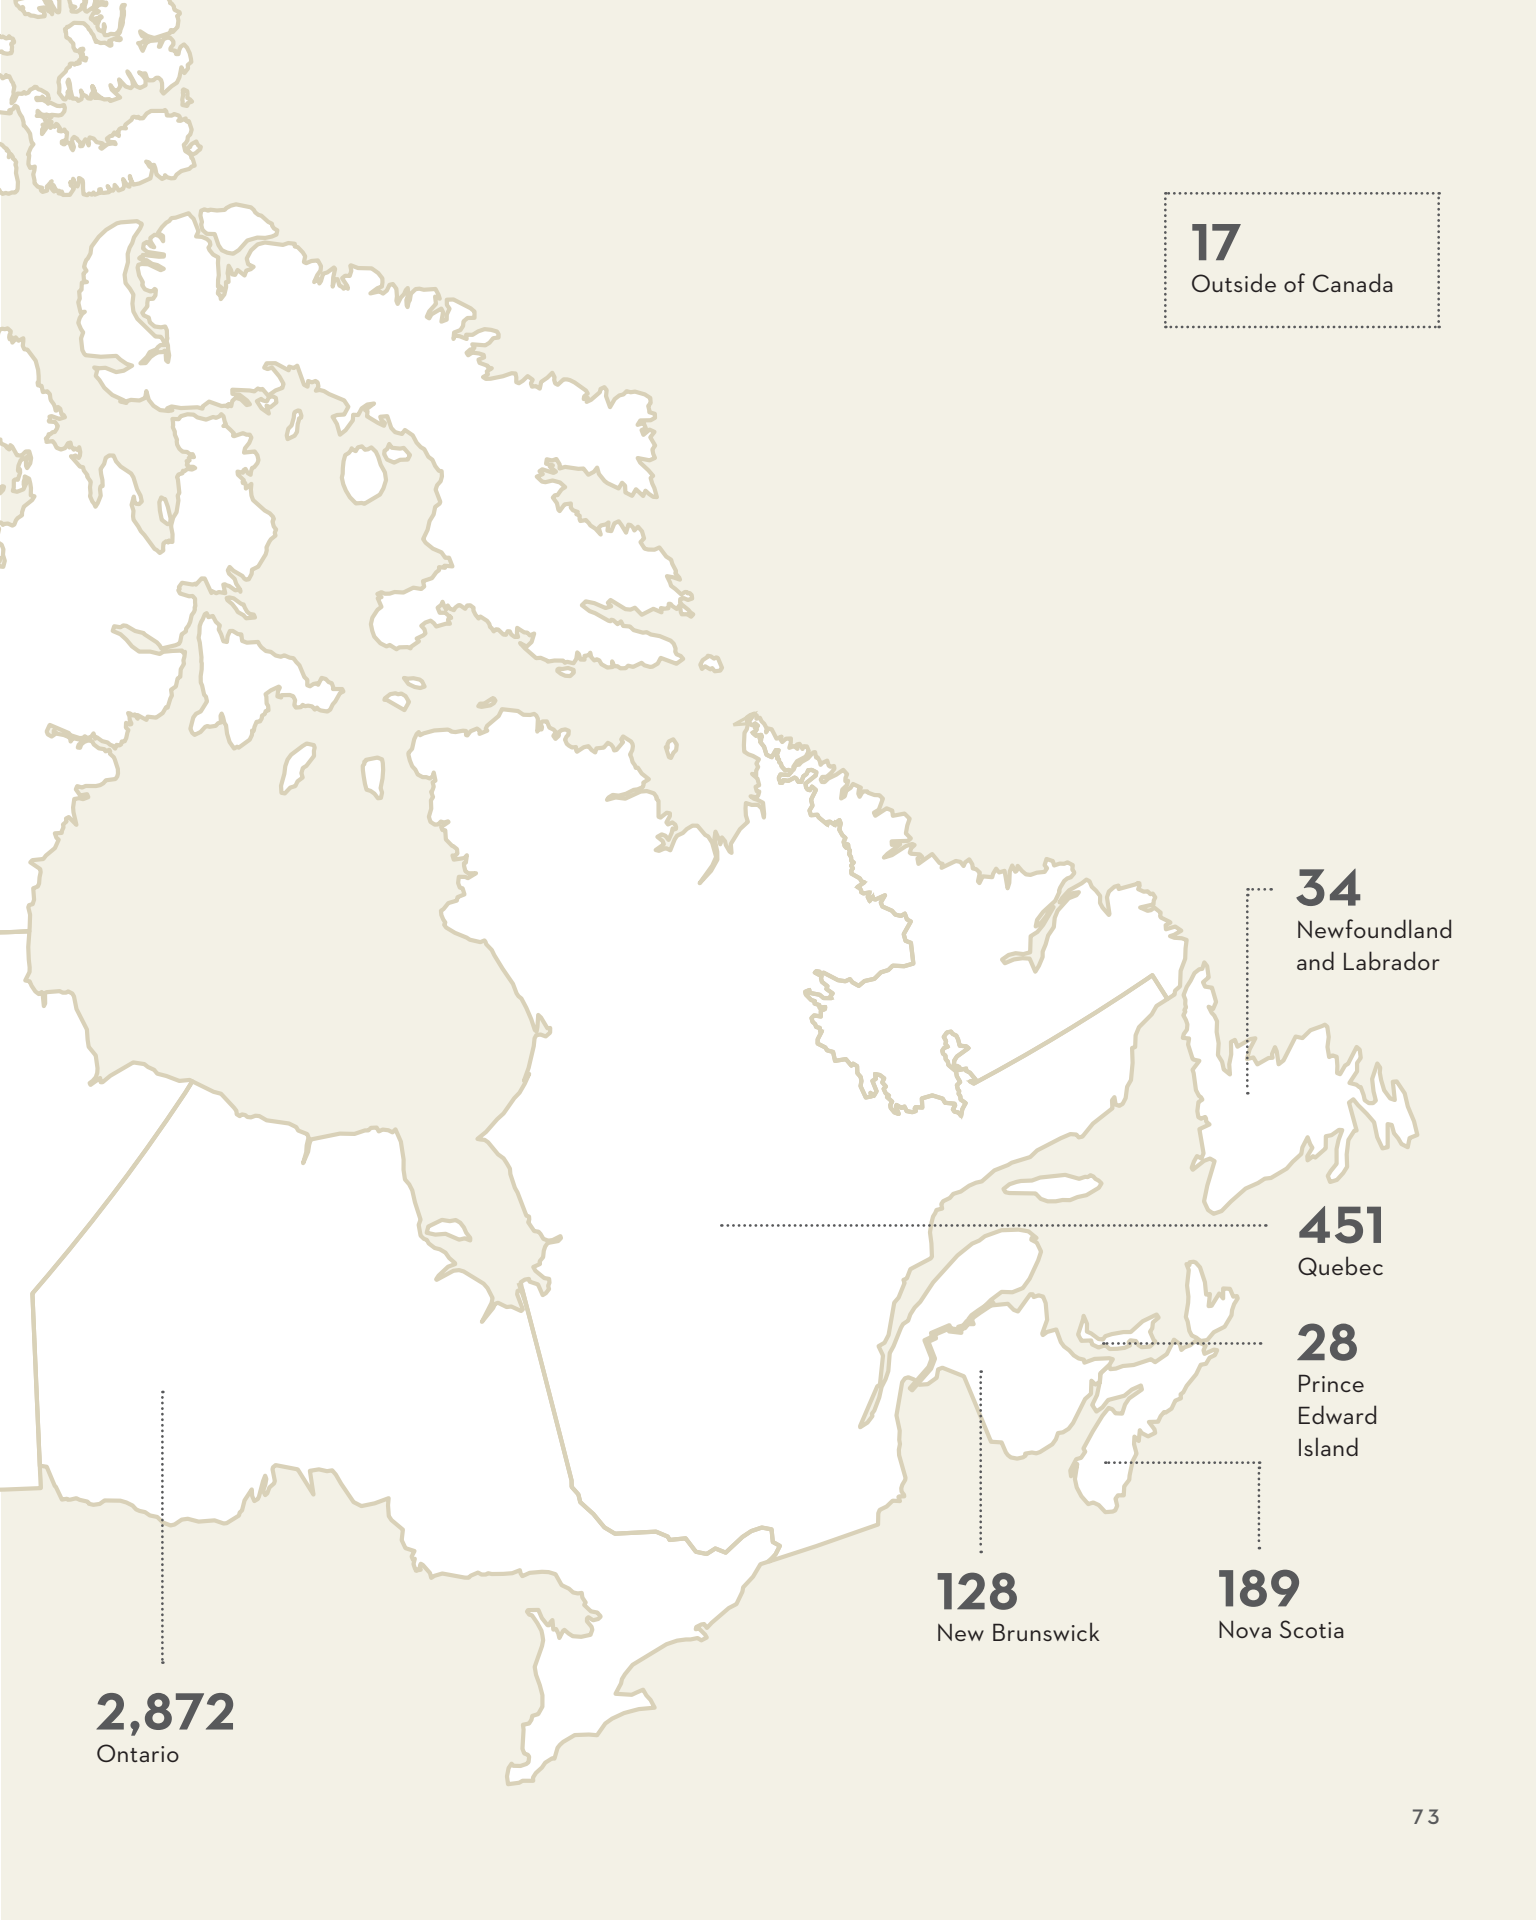 17
Outside of Canada
34
Newfoundland
and Labrador
451
Quebec
28
Prince
Edward
Island
128
New Brunswick
189
Nova Scotia
2,872
Ontario
73